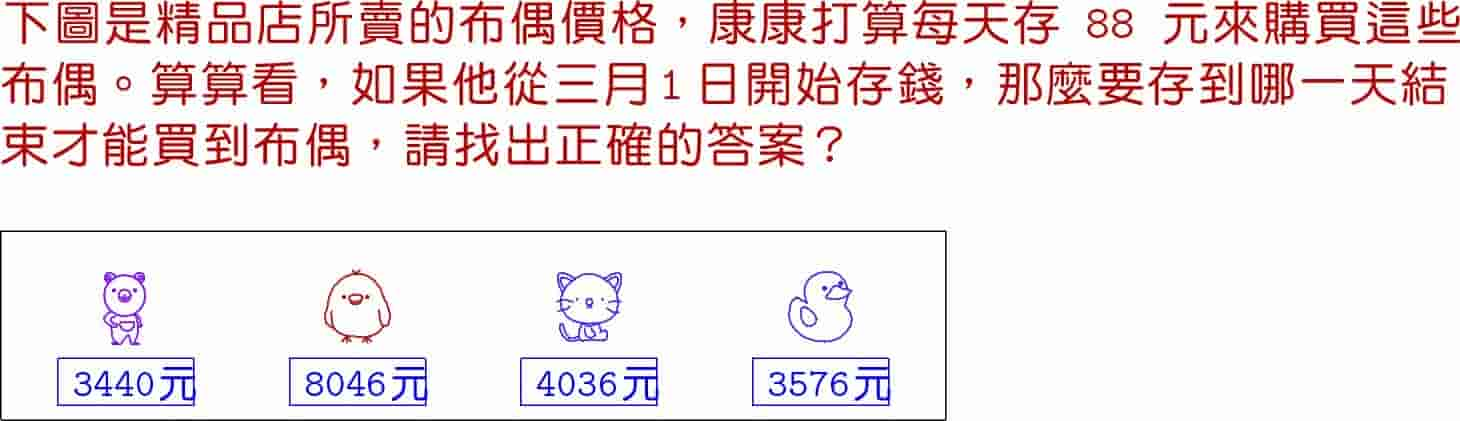 下圖是精品店所賣的布偶價格，康康打算每天存 88 元來購買這些
布偶。算算看，如果他從三月1日開始存錢，那麼要存到哪一天結
束才能買到布偶，請找出正確的答案？
3440元 8046元 4036元 3576元